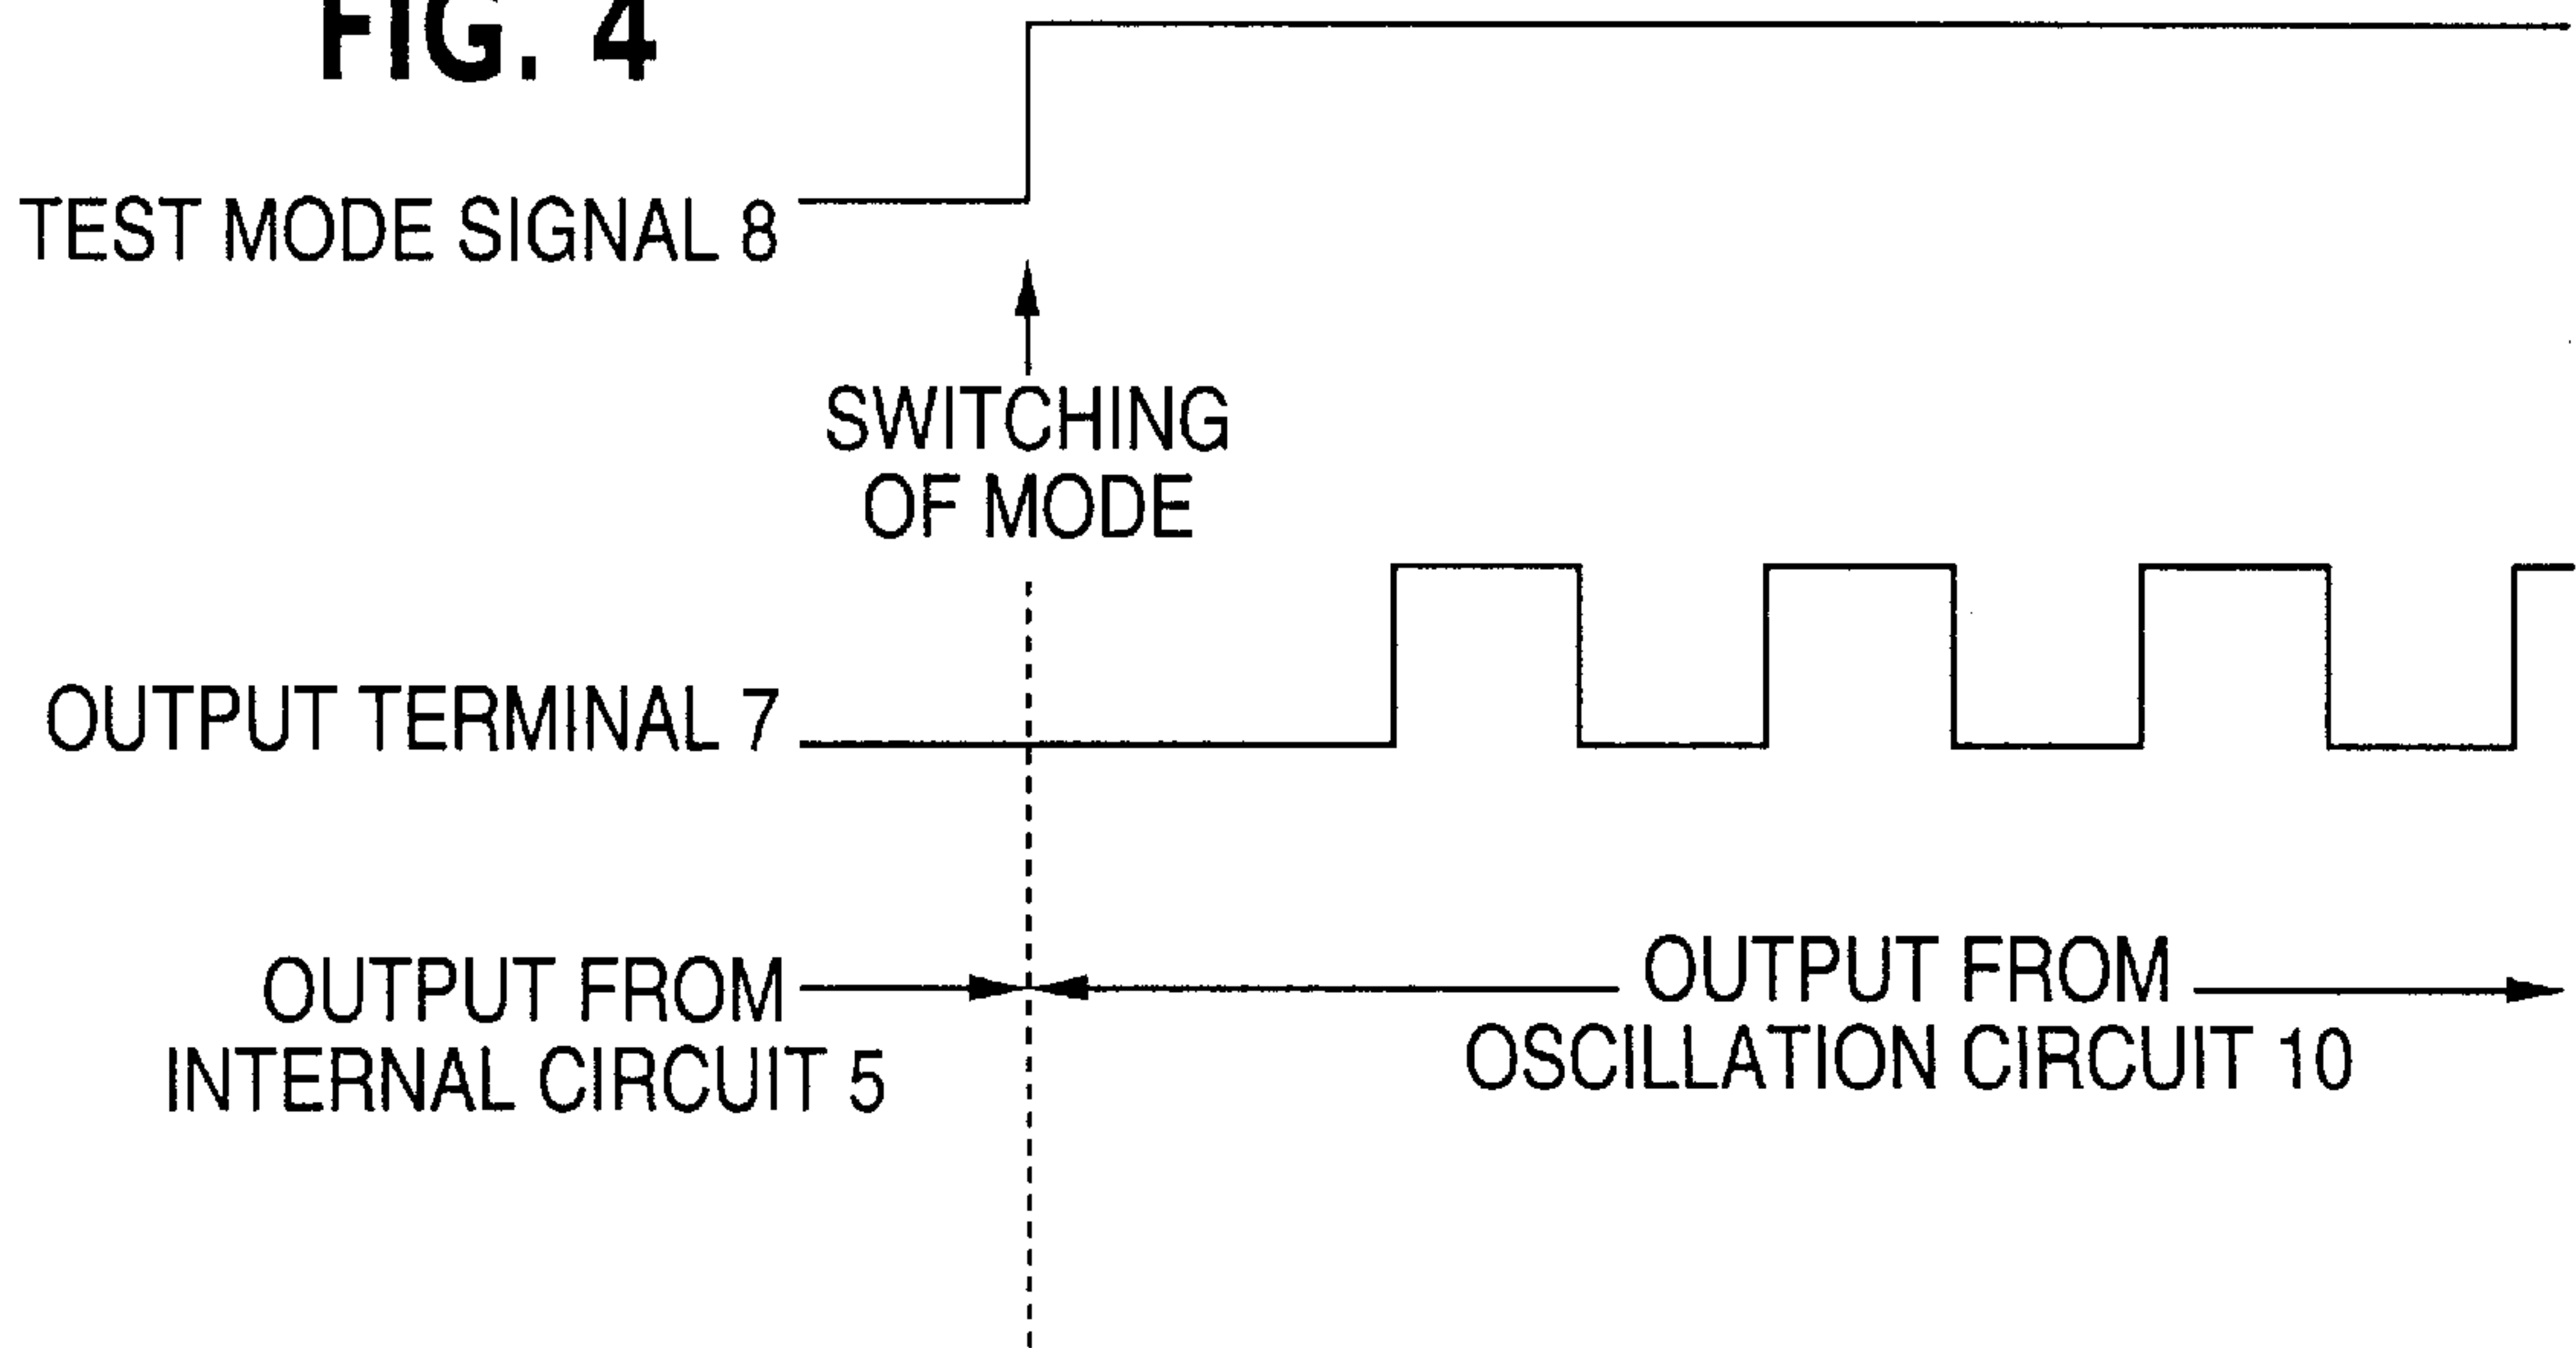 FIG. 4
TEST MODE SIGNAL 8
SWITCHING
OF MODE
OUTPUT TERMINAL 7
OUTPUT FROM
INTERNAL CIRCUIT 5
OUTPUT FROM
OSCILLATION CIRCUIT 10